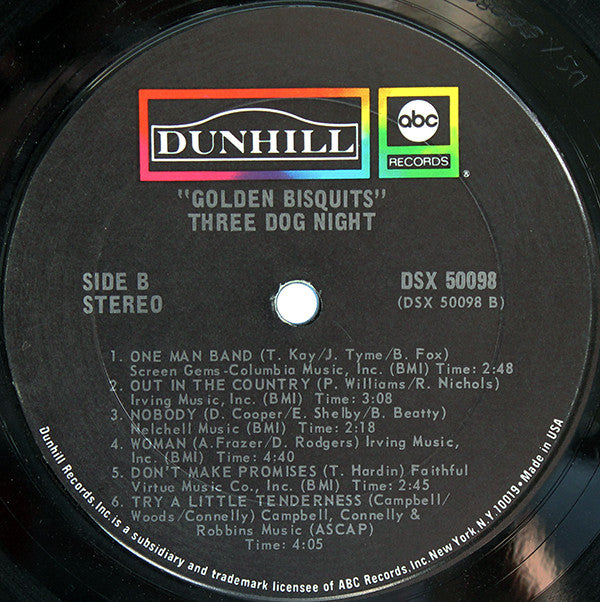 DUNHILL
abc
RECORDS
®
"GOLDEN BISQUITS"
THREE DOG NIGHT
SIDE B
STEREO
DSX 50098
(DSX 50098 B)
1. ONE MAN BAND (T. Kay/J. Tyme/B. Fox)
Screen Gems-Columbia Music, Inc. (BMI) Time: 2:48
2. OUT IN THE COUNTRY (P. Williams/R. Nichols)
Irving Music, Inc. (BMI) Time: 3:08
3. NOBODY (D. Cooper/E. Shelby/B. Beatty)
Nelchell Music (BMI) Time: 2:18
4. WOMAN (A.Frazer/D. Rodgers) Irving Music,
Inc. (BMI) Time: 4:40
5. DON'T MAKE PROMISES (T. Hardin) Faithful
Virtue Music Co., Inc. (BMI) Time: 2:45
6. TRY A LITTLE TENDERNESS (Campbell/
Woods/Connelly) Campbell, Connelly &
Robbins Music (ASCAP)
Time: 4:05
Dunhill Records, Inc. is a subsidiary and trademark licensee of ABC Records, Inc. New York, N.Y. 10019 • Made in USA